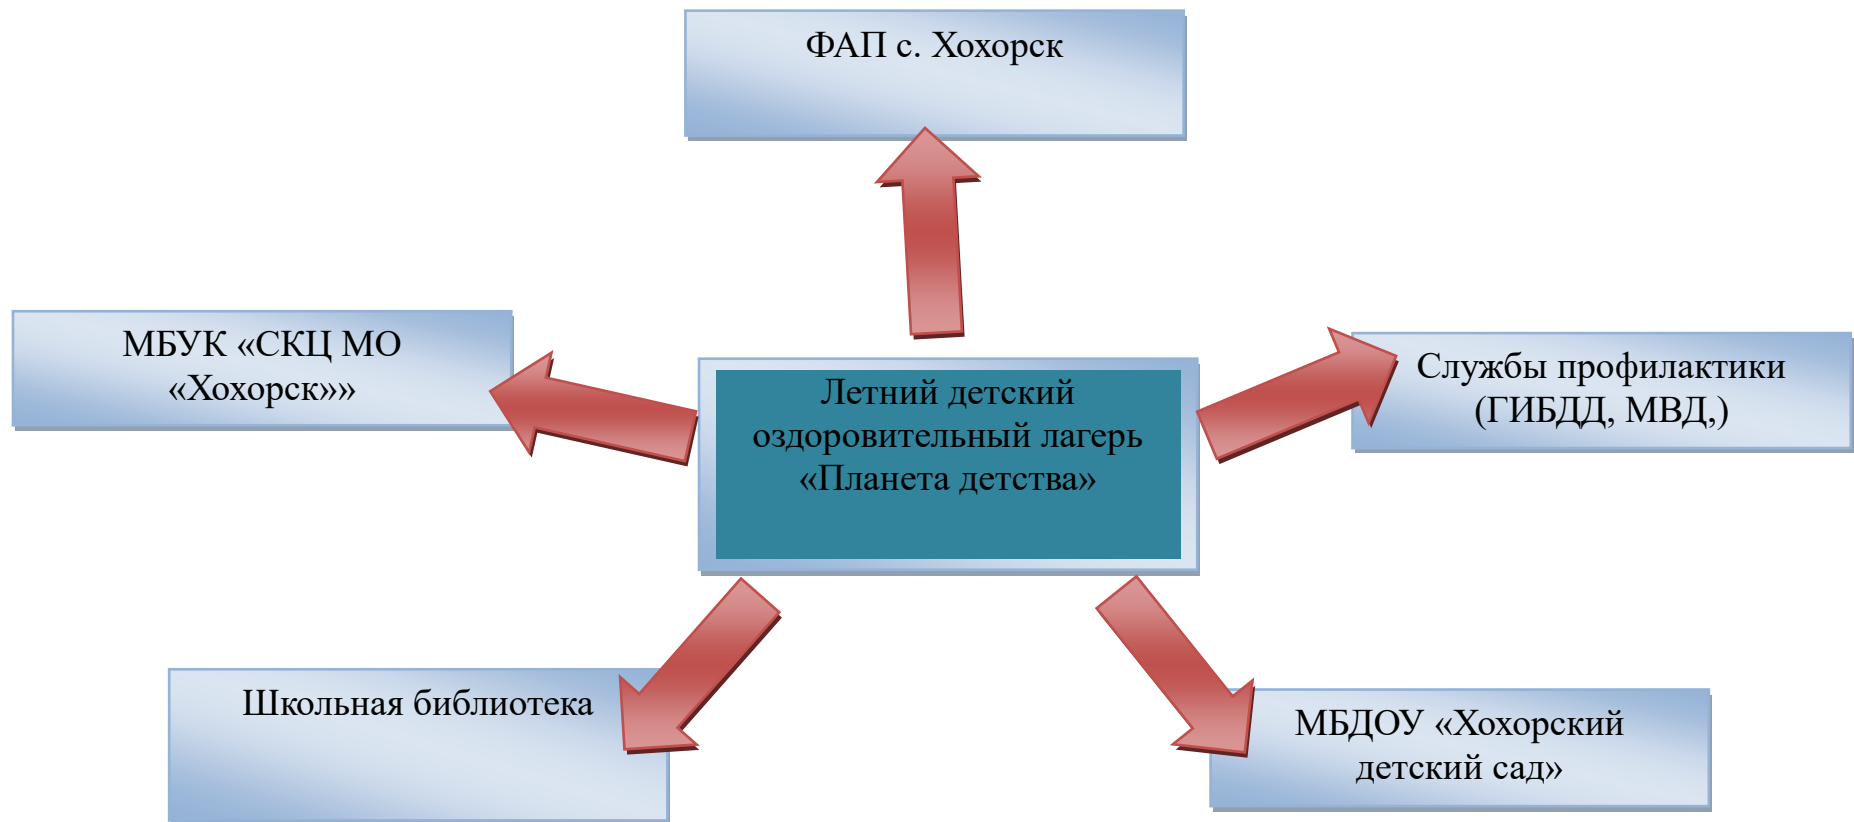 ФАП с. Хохорск
МБУК «СКЦ МО
«Хохорск»»
Летний детский
оздоровительный лагерь
«Планета детства»
Службы профилактики
(ГИБДД, МВД,)
Школьная библиотека
МБДОУ «Хохорский
детский сад»